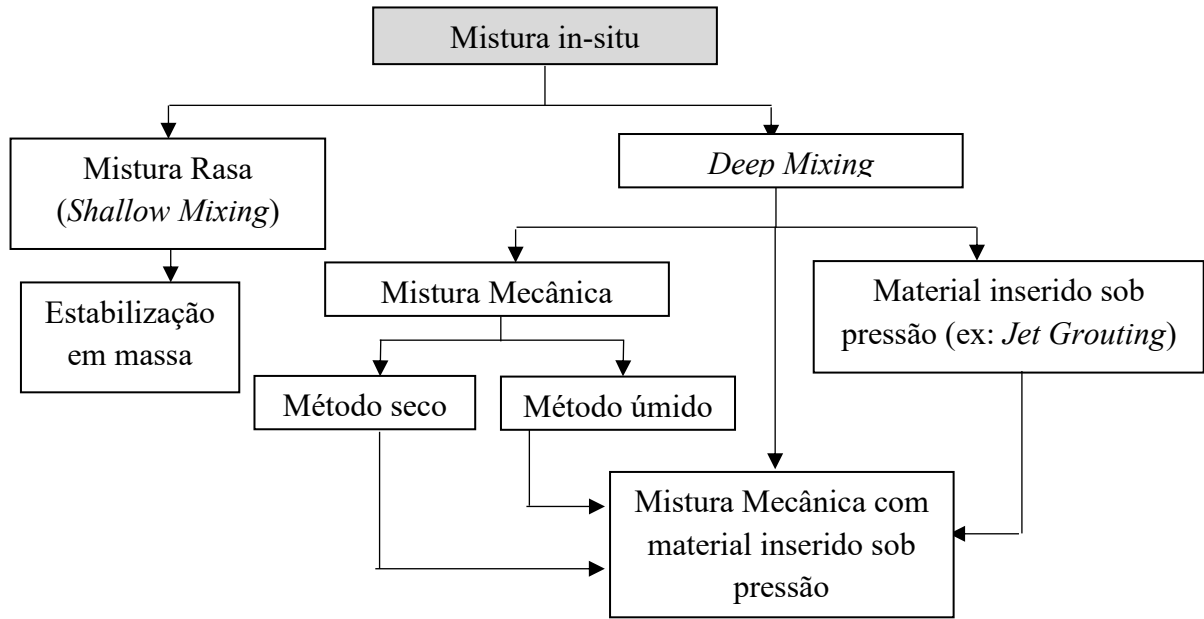 Mistura in-situ
Mistura Rasa
(Shallow Mixing)
Deep Mixing
Estabilização
em massa
Mistura Mecânica
Material inserido sob
pressão (ex: Jet Grouting)
Método seco
Método úmido
Mistura Mecânica com
material inserido sob
pressão